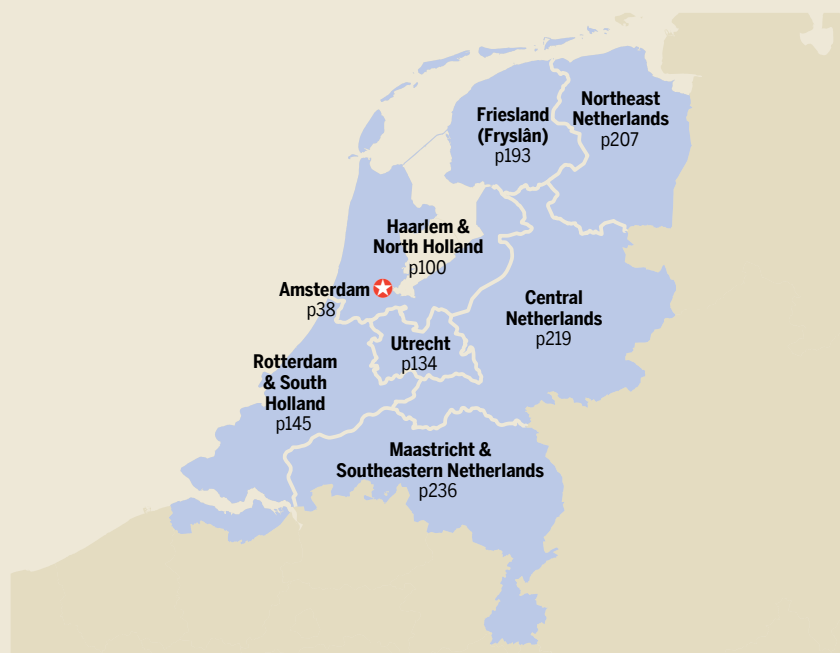 Friesland
(Fryslân)
p193
Northeast
Netherlands
p207
Haarlem &
North Holland
p100
Amsterdam
p38
Central
Netherlands
p219
Utrecht
p134
Rotterdam
& South
Holland
p145
Maastricht &
Southeastern Netherlands
p236